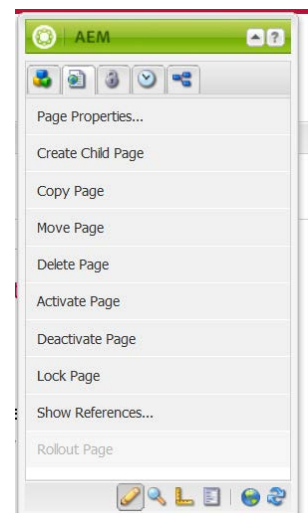 AEM
?
Page Properties...
Create Child Page
Copy Page
Move Page
Delete Page
Activate Page
Deactivate Page
Lock Page
Show References...
Rollout Page